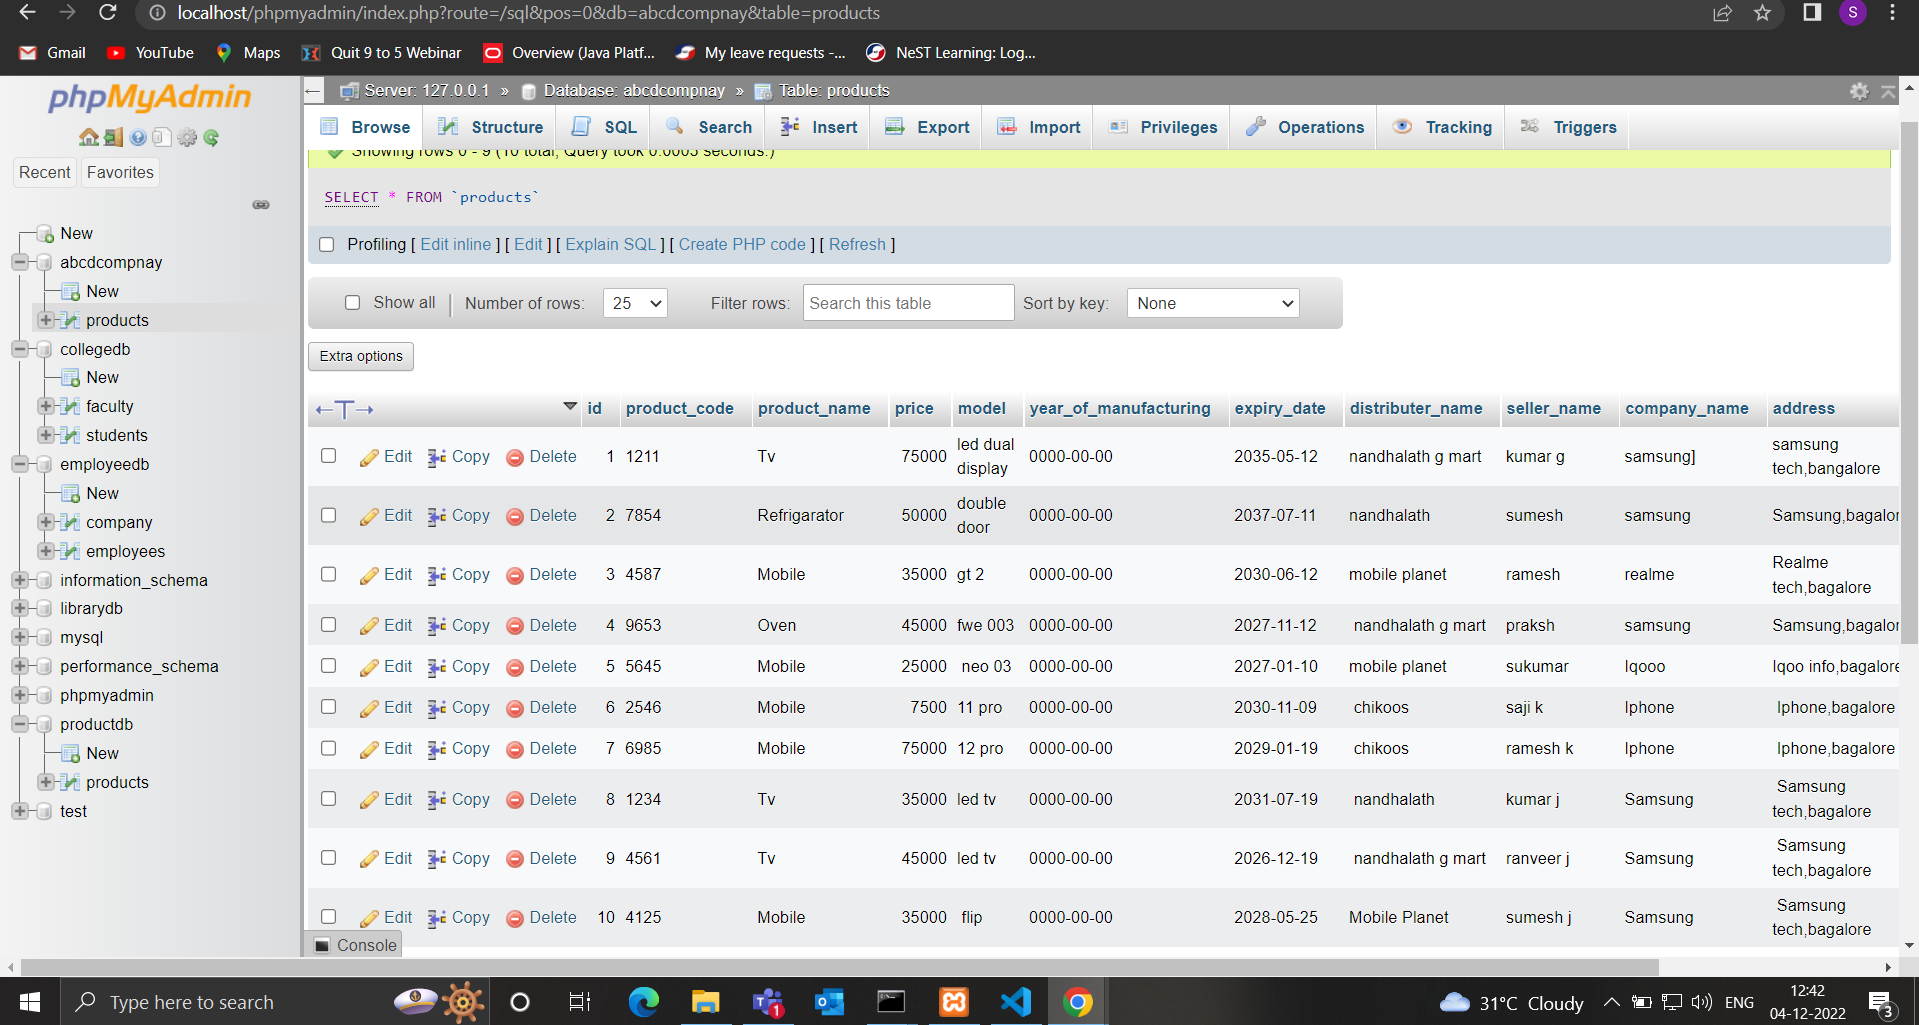 localhost/phpmyadmin/index.php?route=/sql&pos=0&db=abcdcompnay&table=products
S
Gmail YouTube Maps Quit 9 to 5 Webinar Overview (Java Platf... My leave requests -... NeST Learning: Log...
phpMyAdmin
Recent Favorites
New
abcdcompnay
New
products
collegedb
New
faculty
students
employeedb
New
company
employees
information_schema
librarydb
mysql
performance_schema
phpmyadmin
productdb
New
products
test
Server: 127.0.0.1 » Database: abcdcompnay » Table: products
Browse Structure SQL Search Insert Export Import Privileges Operations Tracking Triggers
Showing rows 0 - 9 (10 total, Query took 0.0005 seconds.)
SELECT * FROM `products`
Profiling [ Edit inline ] [ Edit ] [ Explain SQL ] [ Create PHP code ] [ Refresh ]
Show all Number of rows: 25 Filter rows: Search this table Sort by key: None
Extra options
id product_code product_name price model year_of_manufacturing expiry_date distributer_name seller_name company_name address
Edit Copy Delete 1 1211 Tv 75000 led dual display 0000-00-00 2035-05-12 nandhalath g mart kumar g samsung] samsung tech,bangalore
Edit Copy Delete 2 7854 Refrigarator 50000 double door 0000-00-00 2037-07-11 nandhalath sumesh samsung Samsung,bagalor
Edit Copy Delete 3 4587 Mobile 35000 gt 2 0000-00-00 2030-06-12 mobile planet ramesh realme Realme tech,bagalore
Edit Copy Delete 4 9653 Oven 45000 fwe 003 0000-00-00 2027-11-12 nandhalath g mart praksh samsung Samsung,bagalor
Edit Copy Delete 5 5645 Mobile 25000 neo 03 0000-00-00 2027-01-10 mobile planet sukumar Iqooo Iqoo info,bagalore
Edit Copy Delete 6 2546 Mobile 7500 11 pro 0000-00-00 2030-11-09 chikoos saji k Iphone Iphone,bagalore
Edit Copy Delete 7 6985 Mobile 75000 12 pro 0000-00-00 2029-01-19 chikoos ramesh k Iphone Iphone,bagalore
Edit Copy Delete 8 1234 Tv 35000 led tv 0000-00-00 2031-07-19 nandhalath kumar j Samsung Samsung tech,bagalore
Edit Copy Delete 9 4561 Tv 45000 led tv 0000-00-00 2026-12-19 nandhalath g mart ranveer j Samsung Samsung tech,bagalore
Edit Copy Delete 10 4125 Mobile 35000 flip 0000-00-00 2028-05-25 Mobile Planet sumesh j Samsung Samsung tech,bagalore
Console
Type here to search
1
31°C Cloudy
ENG
12:42
04-12-2022
3